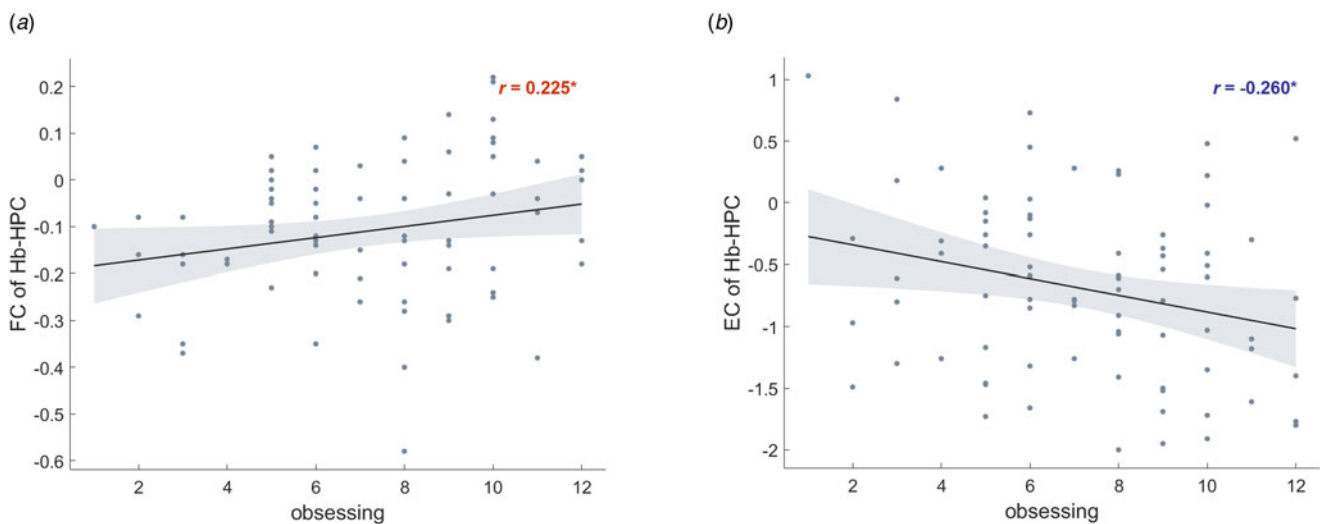 (a)
r = 0.225*
FC of Hb-HPC
0.2
0.1
0
-0.1
-0.2
-0.3
-0.4
-0.5
-0.6
2 4 6 8 10 12
obsessing
(b)
r = -0.260*
EC of Hb-HPC
1
0.5
0
-0.5
-1
-1.5
-2
2 4 6 8 10 12
obsessing